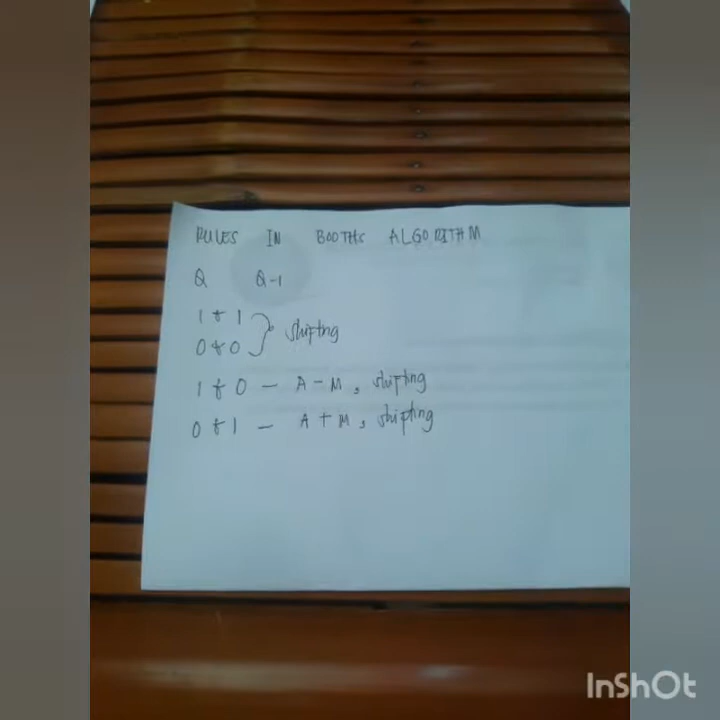 RULES IN BOOTHS ALGORITHM
Q Q-1
1 & 1
0 & 0 } shifting
1 & 0 - A - M, shifting
0 & 1 - A + M, shifting
InShOt